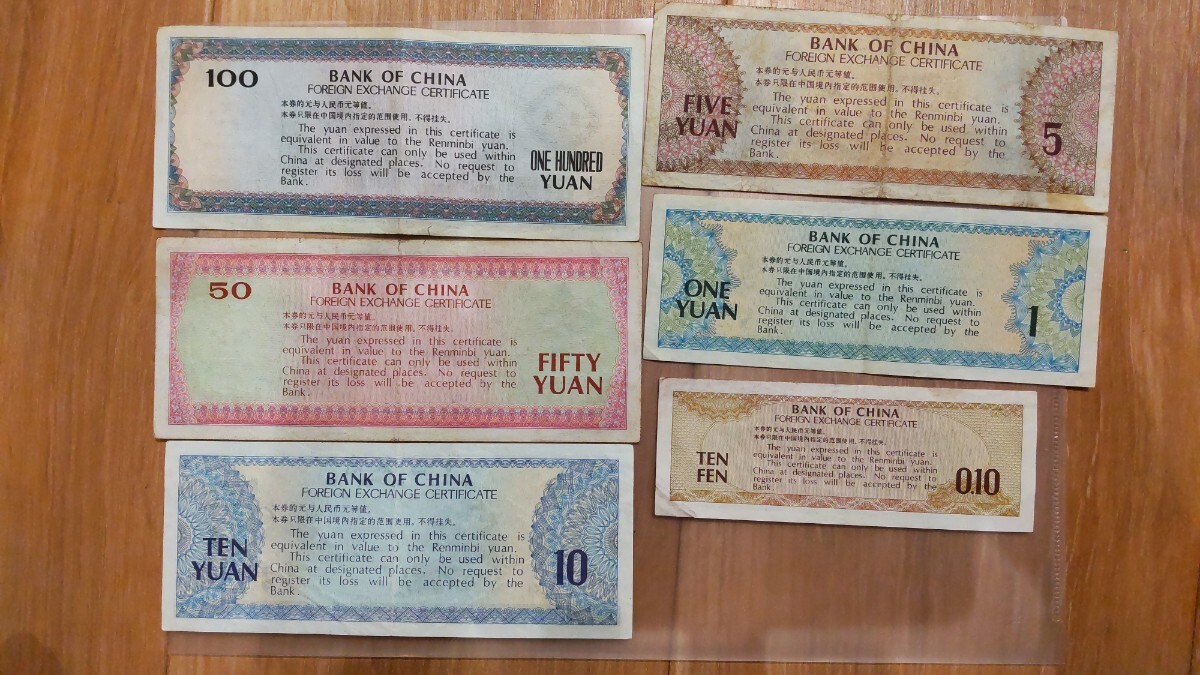 100
BANK OF CHINA
FOREIGN EXCHANGE CERTIFICATE
本券的元与人民币元等值。
本券只限在中国境内指定的范围使用，不得挂失。
The yuan expressed in this certificate is
equivalent in value to the Renminbi yuan.
This certificate can only be used within
China at designated places. No request to
register its loss will be accepted by the
Bank.
ONE HUNDRED
YUAN
50
BANK OF CHINA
FOREIGN EXCHANGE CERTIFICATE
本券的元与人民币元等值。
本券只限在中国境内指定的范围使用，不得挂失。
The yuan expressed in this certificate is
equivalent in value to the Renminbi yuan.
This certificate can only be used within
China at designated places. No request to
register its loss will be accepted by the
Bank.
FIFTY
YUAN
BANK OF CHINA
FOREIGN EXCHANGE CERTIFICATE
本券的元与人民币元等值。
本券只限在中国境内指定的范围使用，不得挂失。
TEN
YUAN
The yuan expressed in this certificate is
equivalent in value to the Renminbi yuan.
This certificate can only be used within
China at designated places. No request to
register its loss will be accepted by the
Bank.
10
BANK OF CHINA
FOREIGN EXCHANGE CERTIFICATE
本券的元与人民币元等值。
本券只限在中国境内指定的范围使用，不得挂失。
FIVE
YUAN
The yuan expressed in this certificate is
equivalent in value to the Renminbi yuan.
This certificate can only be used within
China at designated places. No request to
register its loss will be accepted by the
Bank.
5
BANK OF CHINA
FOREIGN EXCHANGE CERTIFICATE
本券的元与人民币元等值。
本券只限在中国境内指定的范围使用，不得挂失。
ONE
YUAN
The yuan expressed in this certificate is
equivalent in value to the Renminbi yuan.
This certificate can only be used within
China at designated places. No request to
register its loss will be accepted by the
Bank.
1
BANK OF CHINA
FOREIGN EXCHANGE CERTIFICATE
本券的元与人民币元等值。
本券只限在中国境内指定的范围使用，不得挂失。
TEN
FEN
The yuan expressed in this certificate is
equivalent in value to the Renminbi yuan.
This certificate can only be used within
China at designated places. No request to
register its loss will be accepted by the
Bank.
0.10